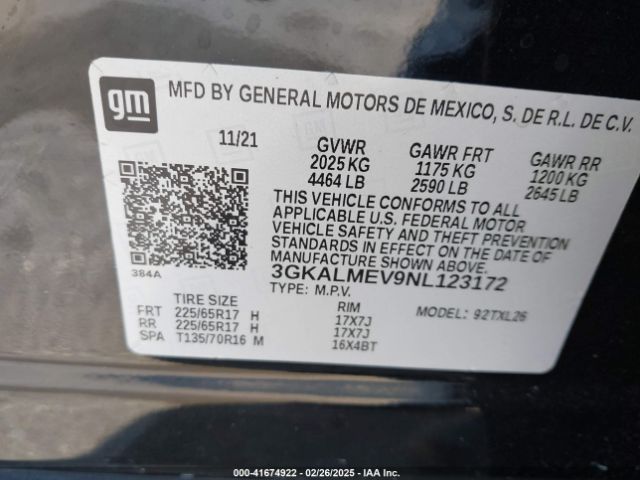 gm
MFD BY GENERAL MOTORS DE MEXICO, S. DE R.L. DE C.V.
11/21 GVWR GAWR FRT GAWR RR
2025 KG 1175 KG 1200 KG
4464 LB 2590 LB 2645 LB
THIS VEHICLE CONFORMS TO ALL
APPLICABLE U.S. FEDERAL MOTOR
VEHICLE SAFETY AND THEFT PREVENTION
STANDARDS IN EFFECT ON THE DATE OF
MANUFACTURE SHOWN ABOVE.
384A
3GKALMEV9NL123172
TYPE: M.P.V.
TIRE SIZE RIM MODEL: 92TXL26
FRT 225/65R17 H 17X7J
RR 225/65R17 H 17X7J
SPA T135/70R16 M 16X4BT
000-41674922 - 02/26/2025 - IAA Inc.